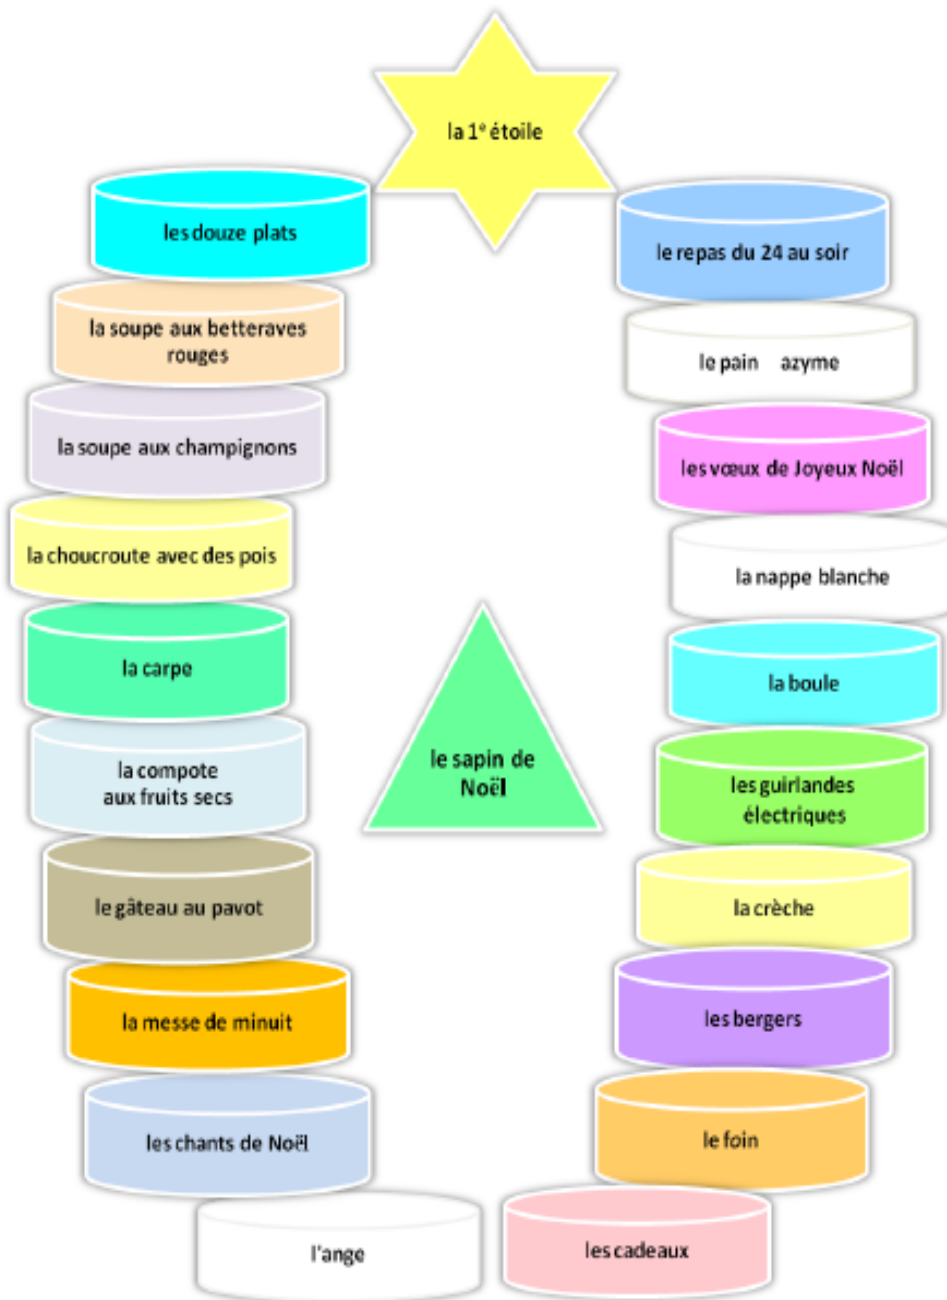 la 1ᵉ étoile
les douze plats
la soupe aux betteraves
rouges
la soupe aux champignons
la choucroute avec des pois
la carpe
la compote
aux fruits secs
le gâteau au pavot
la messe de minuit
les chants de Noël
l'ange
le sapin de
Noël
le repas du 24 au soir
le pain azyme
les vœux de Joyeux Noël
la nappe blanche
la boule
les guirlandes
électriques
la crèche
les bergers
le foin
les cadeaux